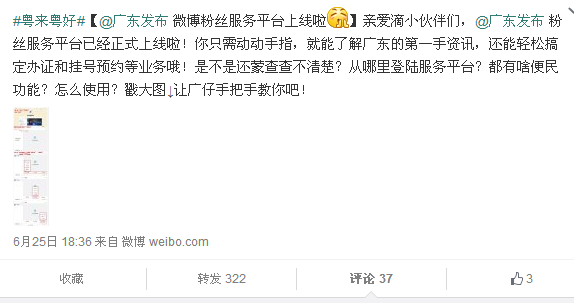 #粤来粤好#【@广东发布 微博粉丝服务平台上线啦】亲爱滴小伙伴们，@广东发布 粉
丝服务平台已经正式上线啦！你只需动动手指，就能了解广东的第一手资讯，还能轻松搞
定办证和挂号预约等业务哦！是不是还蒙查查不清楚？从哪里登陆服务平台？都有啥便民
功能？怎么使用？戳大图↓让广仔手把手教你吧！
6月25日 18:36 来自 微博 weibo.com
收藏 转发 322 评论 37 3